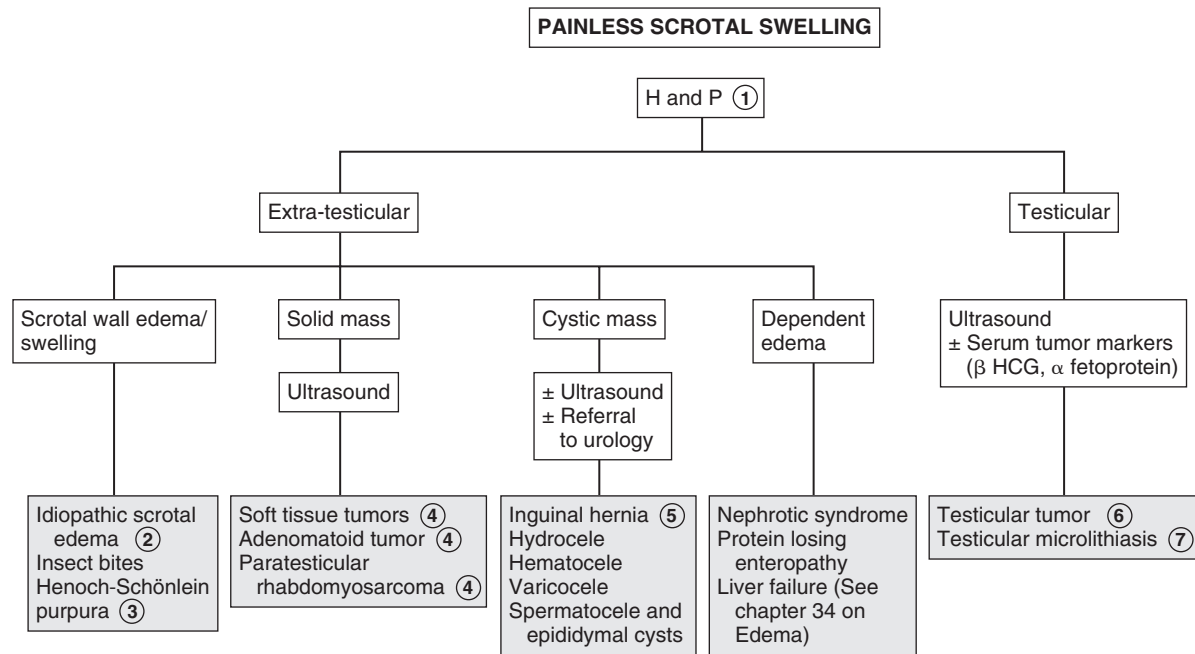 PAINLESS SCROTAL SWELLING
H and P ①
Extra-testicular
Testicular
Scrotal wall edema/
swelling
Solid mass
Cystic mass
Dependent
edema
Ultrasound
± Serum tumor markers
(β HCG, α fetoprotein)
Ultrasound
± Ultrasound
± Referral
to urology
Idiopathic scrotal
edema ②
Insect bites
Henoch-Schönlein
purpura ③
Soft tissue tumors ④
Adenomatoid tumor ④
Paratesticular
rhabdomyosarcoma ④
Inguinal hernia ⑤
Hydrocele
Hematocele
Varicocele
Spermatocele and
epididymal cysts
Nephrotic syndrome
Protein losing
enteropathy
Liver failure (See
chapter 34 on
Edema)
Testicular tumor ⑥
Testicular microlithiasis ⑦